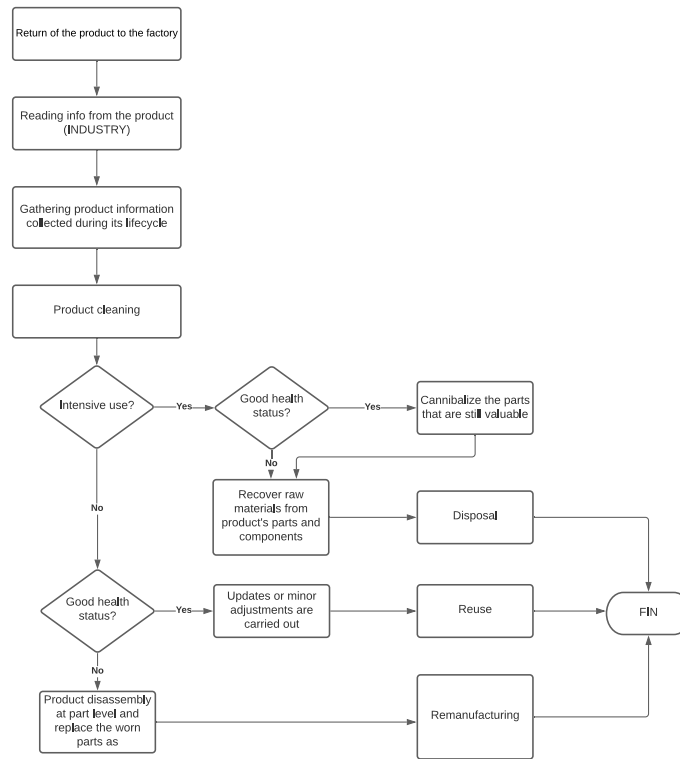 Return of the product to the factory
Reading info from the product
(INDUSTRY)
Gathering product information
collected during its lifecycle
Product cleaning
Intensive use?
Yes
Good health
status?
Yes
Cannibalize the parts
that are still valuable
No
Recover raw
materials from
product's parts and
components
Disposal
No
Good health
status?
Yes
Updates or minor
adjustments are
carried out
Reuse
FIN
No
Product disassembly
at part level and
replace the worn
parts as
Remanufacturing